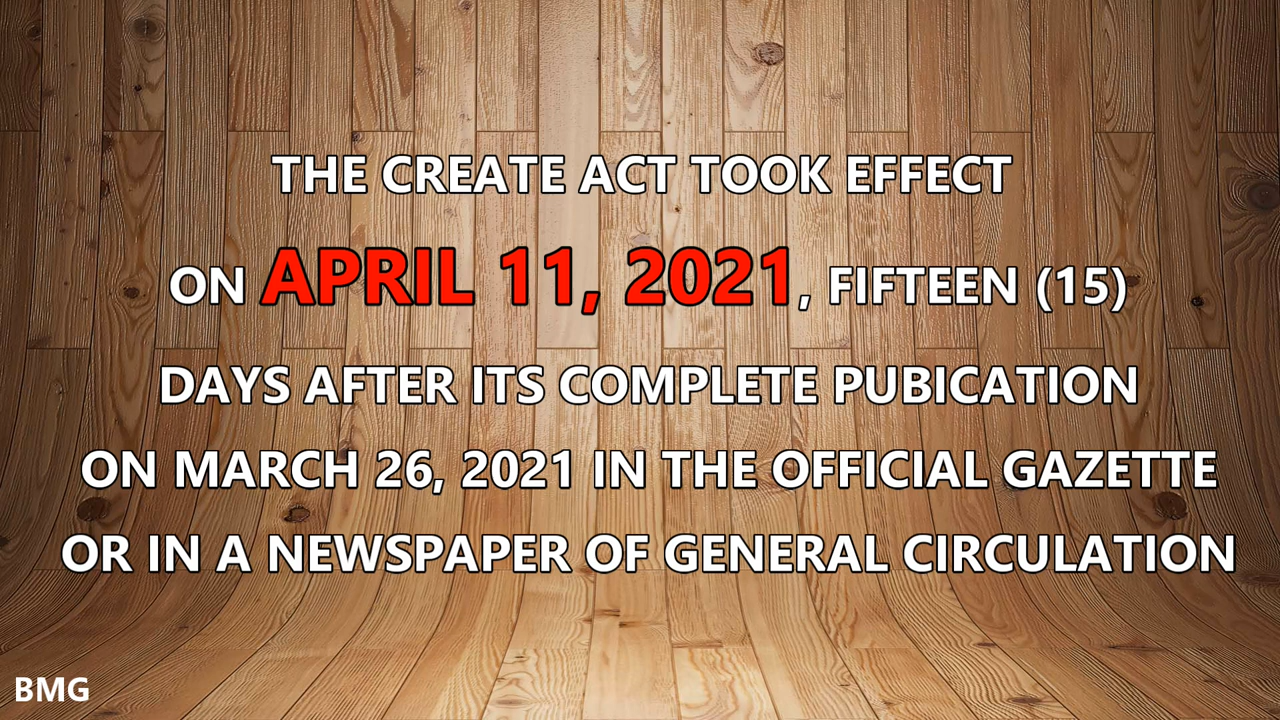 THE CREATE ACT TOOK EFFECT
ON APRIL 11, 2021, FIFTEEN (15)
DAYS AFTER ITS COMPLETE PUBICATION
ON MARCH 26, 2021 IN THE OFFICIAL GAZETTE
OR IN A NEWSPAPER OF GENERAL CIRCULATION
BMG